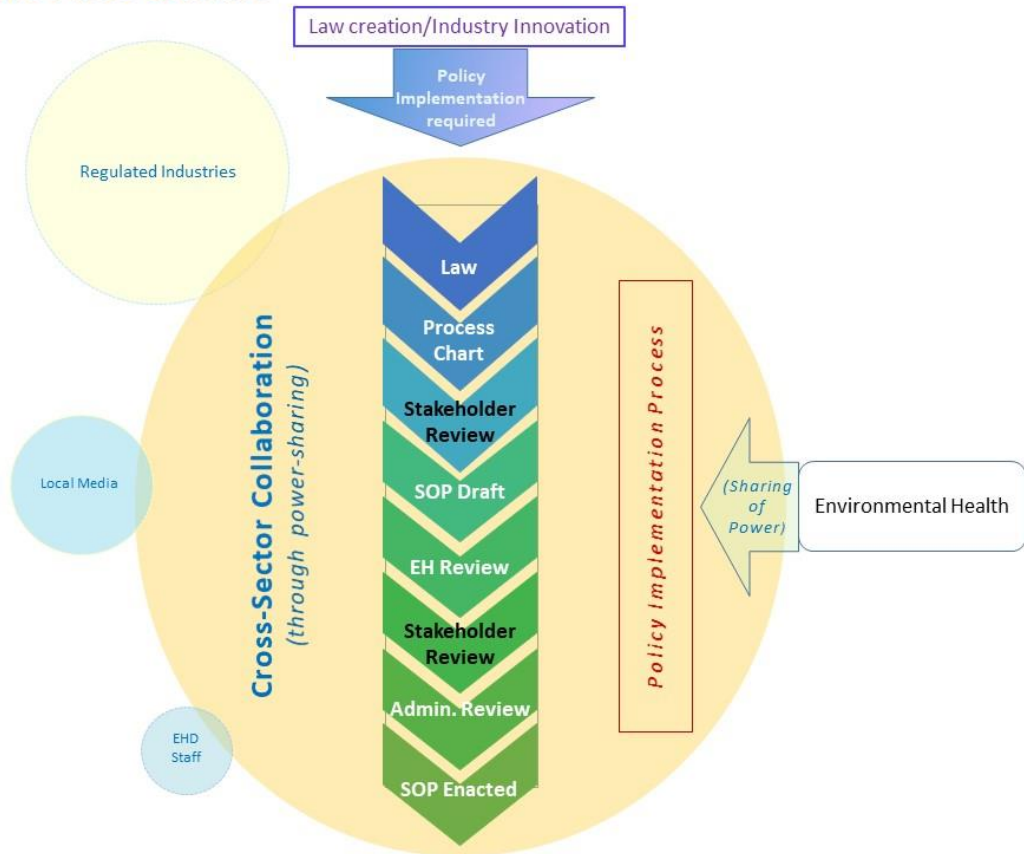 Law creation/Industry Innovation
Policy
Implementation
required
Regulated Industries
Law
Process
Chart
Stakeholder
Review
SOP Draft
EH Review
Stakeholder
Review
Admin. Review
SOP Enacted
Cross-Sector Collaboration
(through power-sharing)
Policy Implementation Process
(Sharing
of
Power)
Environmental Health
Local Media
EHD
Staff